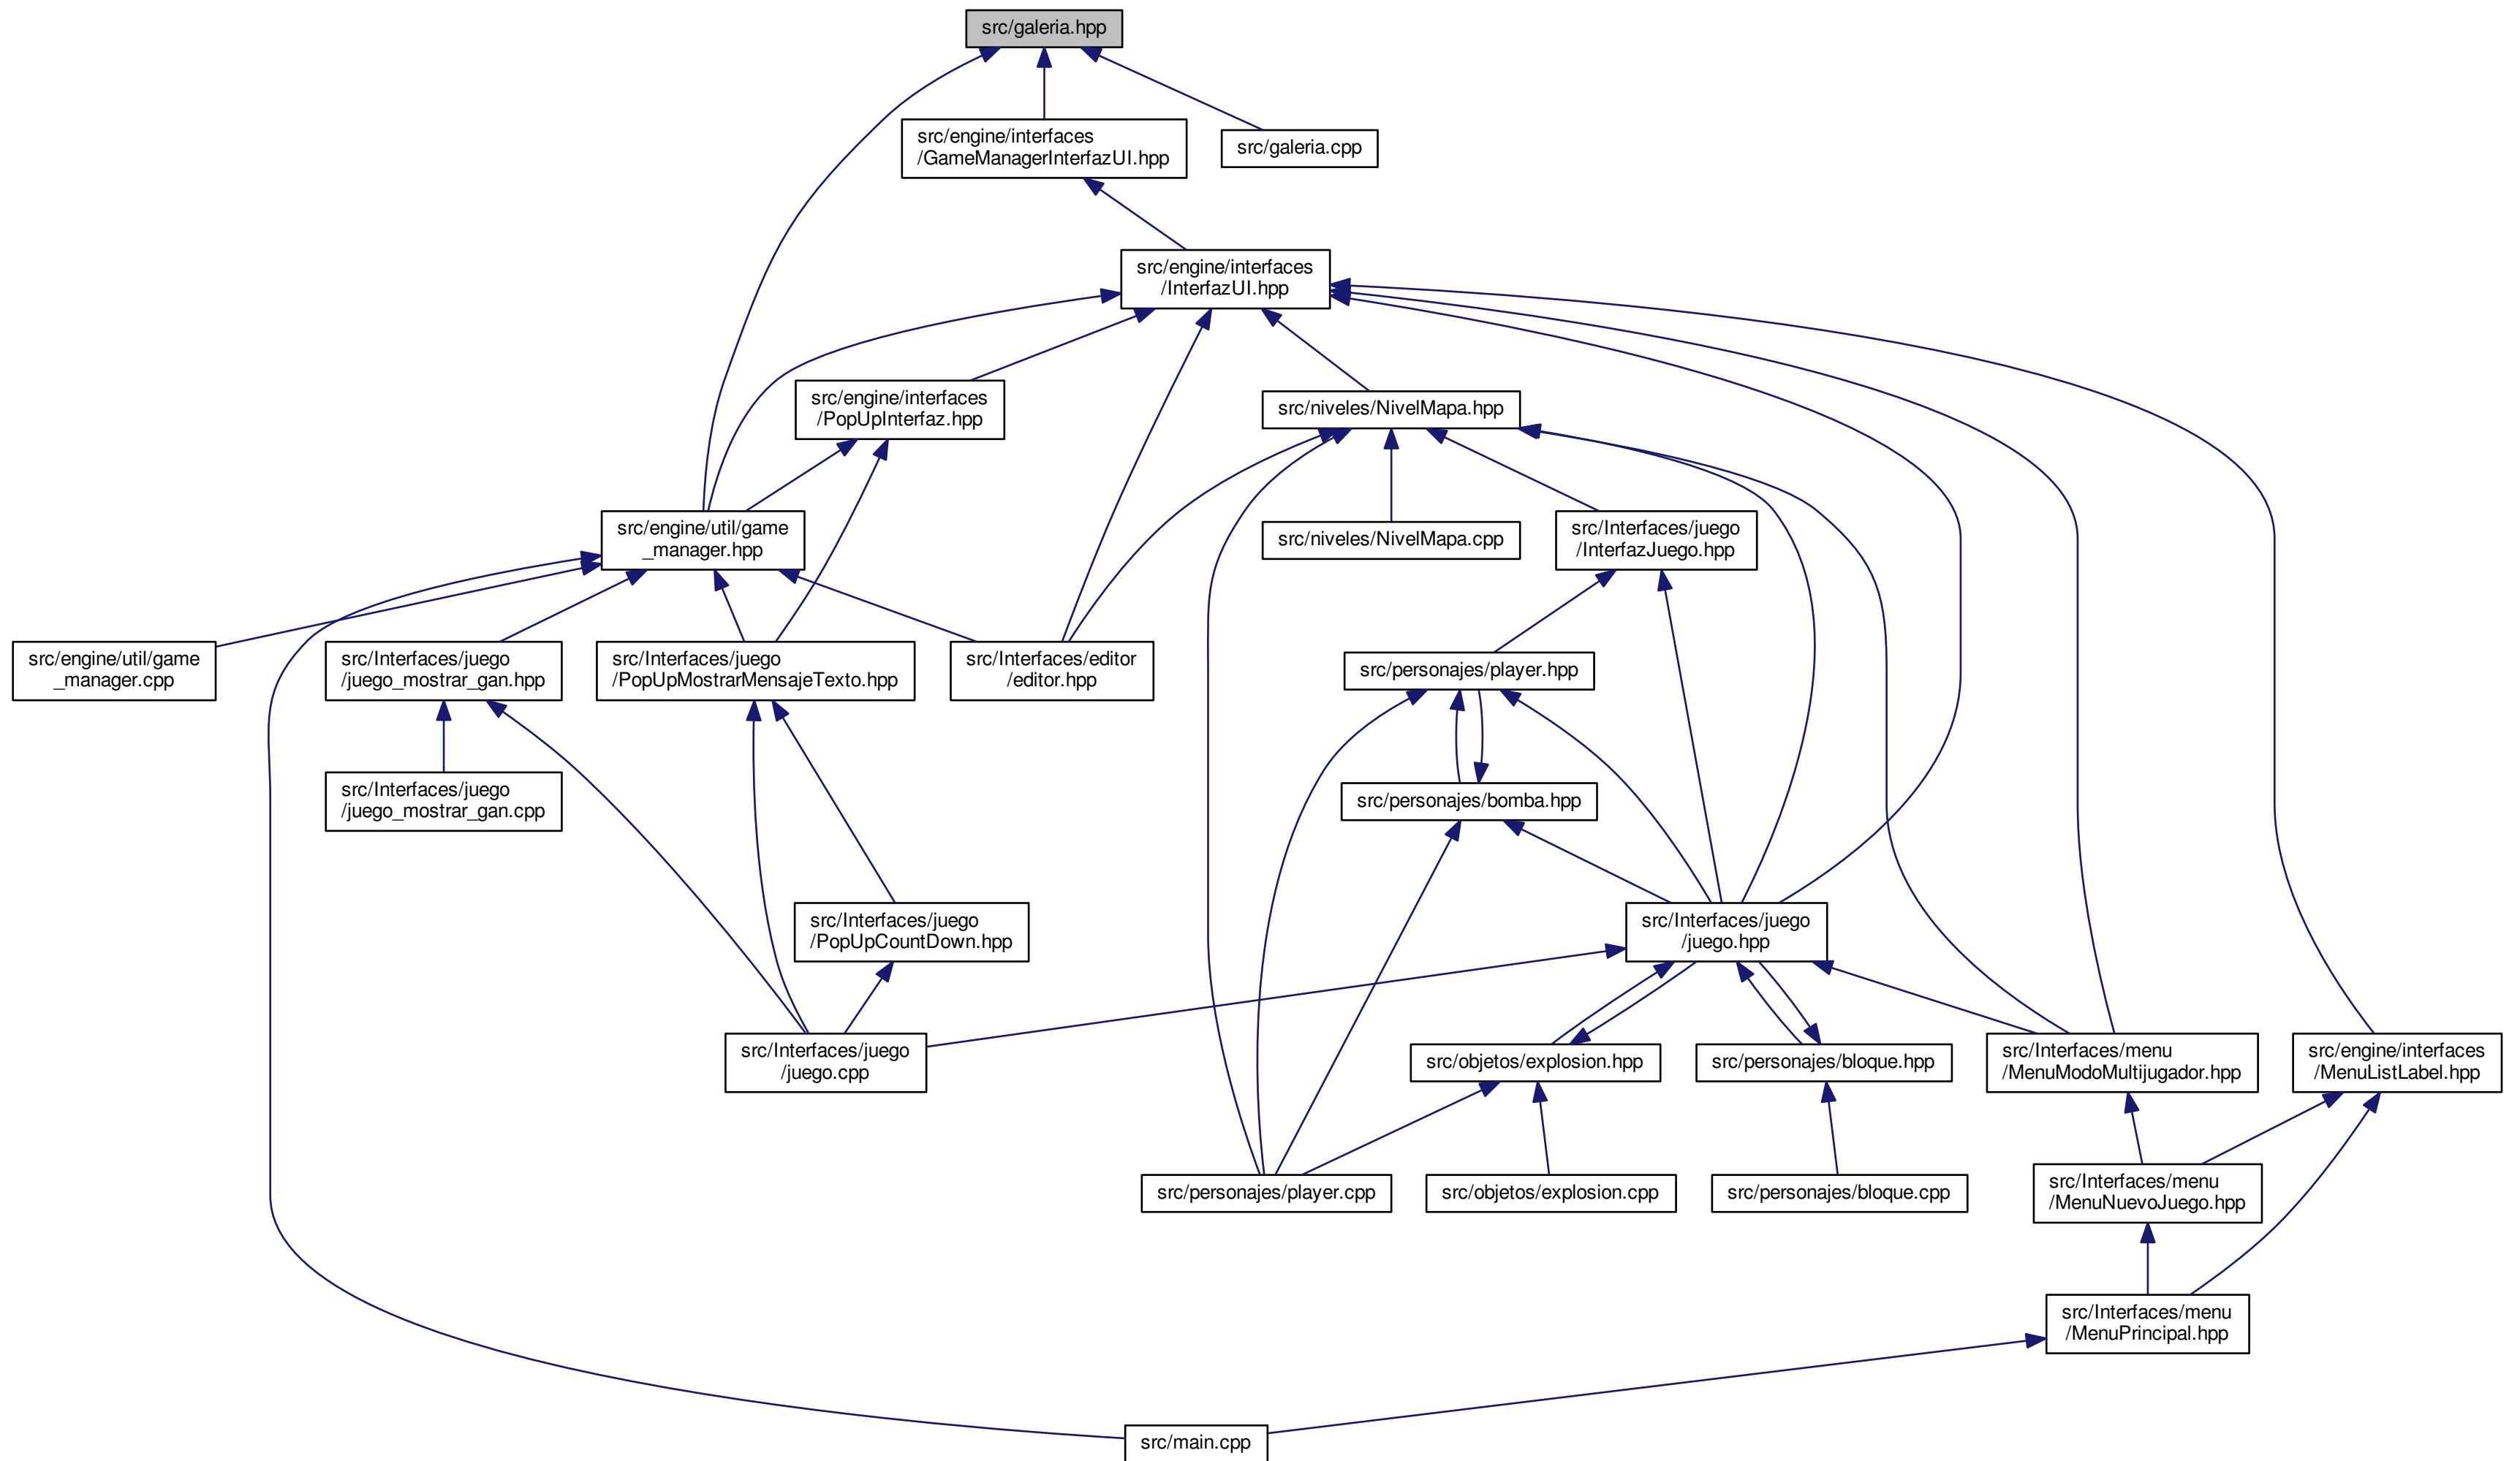 src/galeria.hpp
src/engine/interfaces
/GameManagerInterfazUI.hpp
src/galeria.cpp
src/engine/interfaces
/InterfazUI.hpp
src/engine/interfaces
/PopUpInterfaz.hpp
src/niveles/NivelMapa.hpp
src/engine/util/game
_manager.hpp
src/niveles/NivelMapa.cpp
src/Interfaces/juego
/InterfazJuego.hpp
src/engine/util/game
_manager.cpp
src/Interfaces/juego
/juego_mostrar_gan.hpp
src/Interfaces/juego
/PopUpMostrarMensajeTexto.hpp
src/Interfaces/editor
/editor.hpp
src/personajes/player.hpp
src/Interfaces/juego
/juego_mostrar_gan.cpp
src/personajes/bomba.hpp
src/Interfaces/juego
/PopUpCountDown.hpp
src/Interfaces/juego
/juego.hpp
src/Interfaces/juego
/juego.cpp
src/objetos/explosion.hpp
src/personajes/bloque.hpp
src/Interfaces/menu
/MenuModoMultijugador.hpp
src/engine/interfaces
/MenuListLabel.hpp
src/personajes/player.cpp
src/objetos/explosion.cpp
src/personajes/bloque.cpp
src/Interfaces/menu
/MenuNuevoJuego.hpp
src/Interfaces/menu
/MenuPrincipal.hpp
src/main.cpp